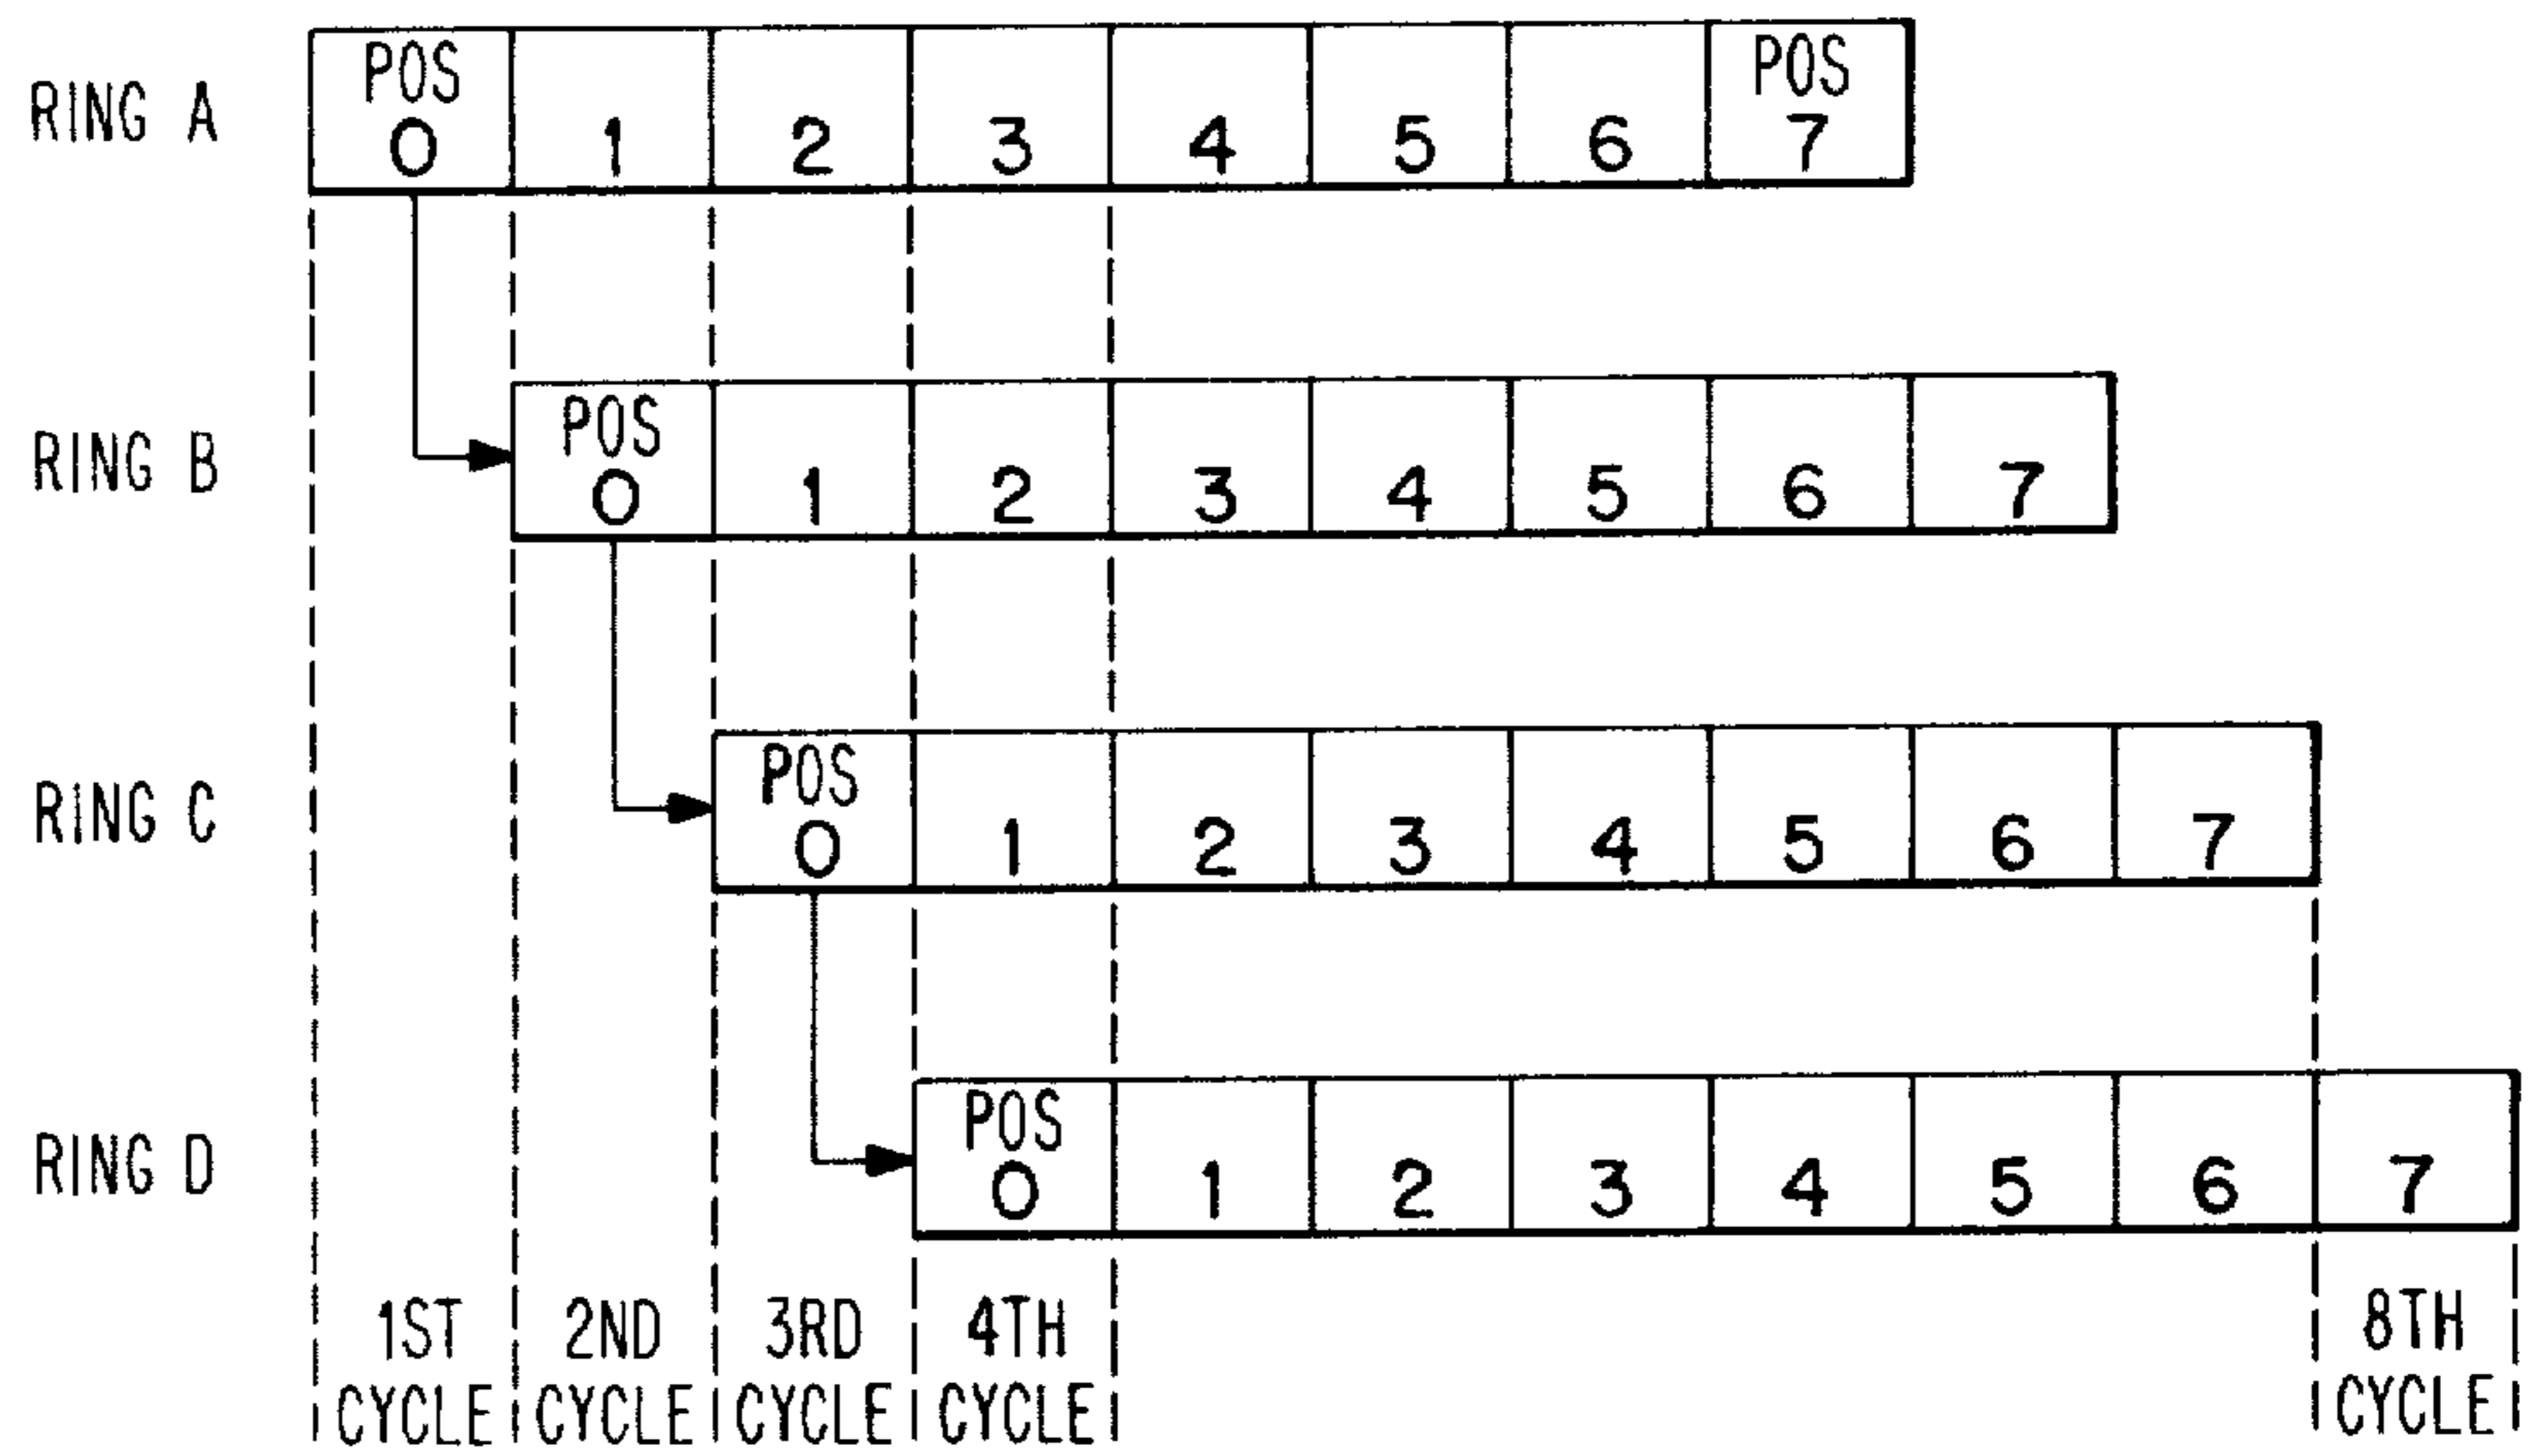 RING A POS 0 1 2 3 4 5 6 POS 7
RING B POS 0 1 2 3 4 5 6 7
RING C POS 0 1 2 3 4 5 6 7
RING D POS 0 1 2 3 4 5 6 7
1ST 2ND 3RD 4TH 8TH
CYCLE CYCLE CYCLE CYCLE CYCLE